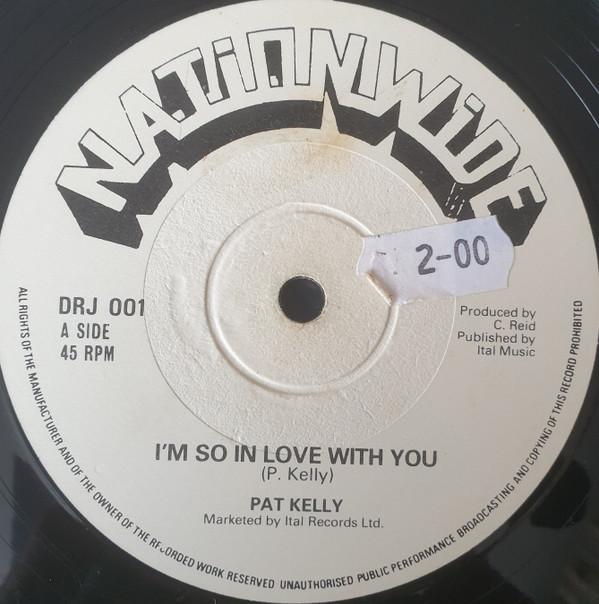 NATIONWIDE
2-00
DRJ 001
A SIDE
45 RPM
Produced by
C. Reid
Published by
Ital Music
I'M SO IN LOVE WITH YOU
(P. Kelly)
PAT KELLY
Marketed by Ital Records Ltd.
ALL RIGHTS OF THE MANUFACTURER AND OF THE OWNER OF THE RECORDED WORK RESERVED UNAUTHORISED PUBLIC PERFORMANCE BROADCASTING AND COPYING OF THIS RECORD PROHIBITED